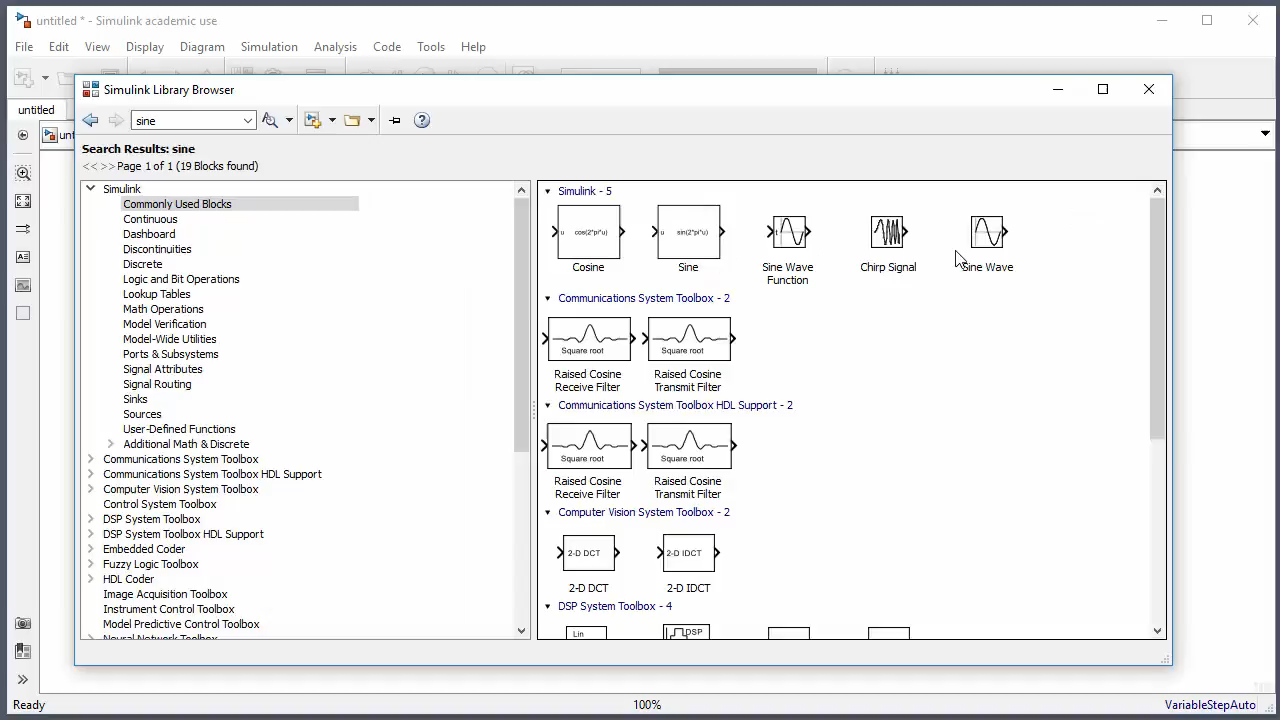 untitled * - Simulink academic use
File Edit View Display Diagram Simulation Analysis Code Tools Help
untitled
Simulink Library Browser
sine
Search Results: sine
<< >> Page 1 of 1 (19 Blocks found)
Simulink
Commonly Used Blocks
Continuous
Dashboard
Discontinuities
Discrete
Logic and Bit Operations
Lookup Tables
Math Operations
Model Verification
Model-Wide Utilities
Ports & Subsystems
Signal Attributes
Signal Routing
Sinks
Sources
User-Defined Functions
Additional Math & Discrete
Communications System Toolbox
Communications System Toolbox HDL Support
Computer Vision System Toolbox
Control System Toolbox
DSP System Toolbox
DSP System Toolbox HDL Support
Embedded Coder
Fuzzy Logic Toolbox
HDL Coder
Image Acquisition Toolbox
Instrument Control Toolbox
Model Predictive Control Toolbox
Neural Network Toolbox
Simulink - 5
u cos(2*pi*u) u sin(2*pi*u) t
Cosine Sine Sine Wave Function Chirp Signal Sine Wave
Communications System Toolbox - 2
Square root Square root
Raised Cosine Receive Filter Raised Cosine Transmit Filter
Communications System Toolbox HDL Support - 2
Square root Square root
Raised Cosine Receive Filter Raised Cosine Transmit Filter
Computer Vision System Toolbox - 2
2-D DCT 2-D IDCT
2-D DCT 2-D IDCT
DSP System Toolbox - 4
Lin DSP
Ready 100% VariableStepAuto